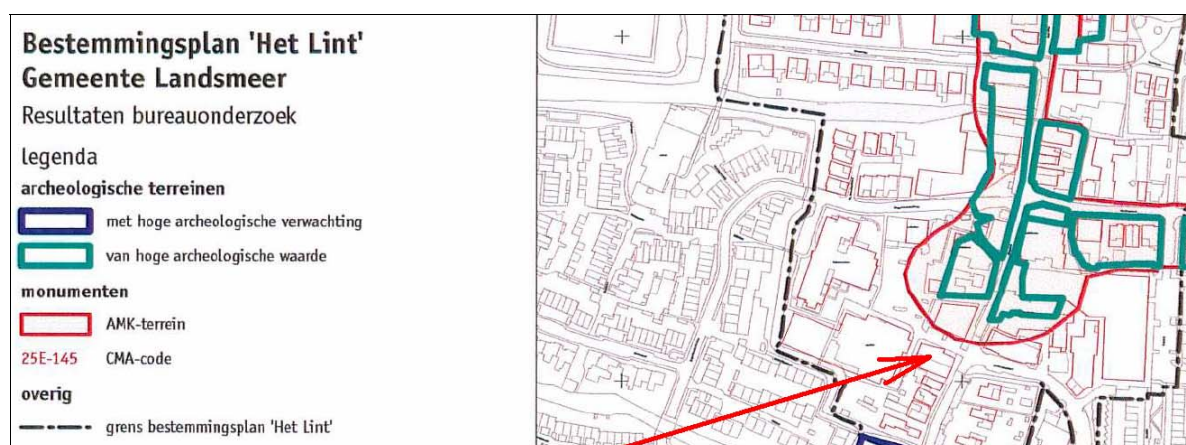 Bestemmingsplan 'Het Lint'
Gemeente Landsmeer
Resultaten bureauonderzoek
legenda
archeologische terreinen
met hoge archeologische verwachting
van hoge archeologische waarde
monumenten
AMK-terrein
25E-145 CMA-code
overig
grens bestemmingsplan 'Het Lint'